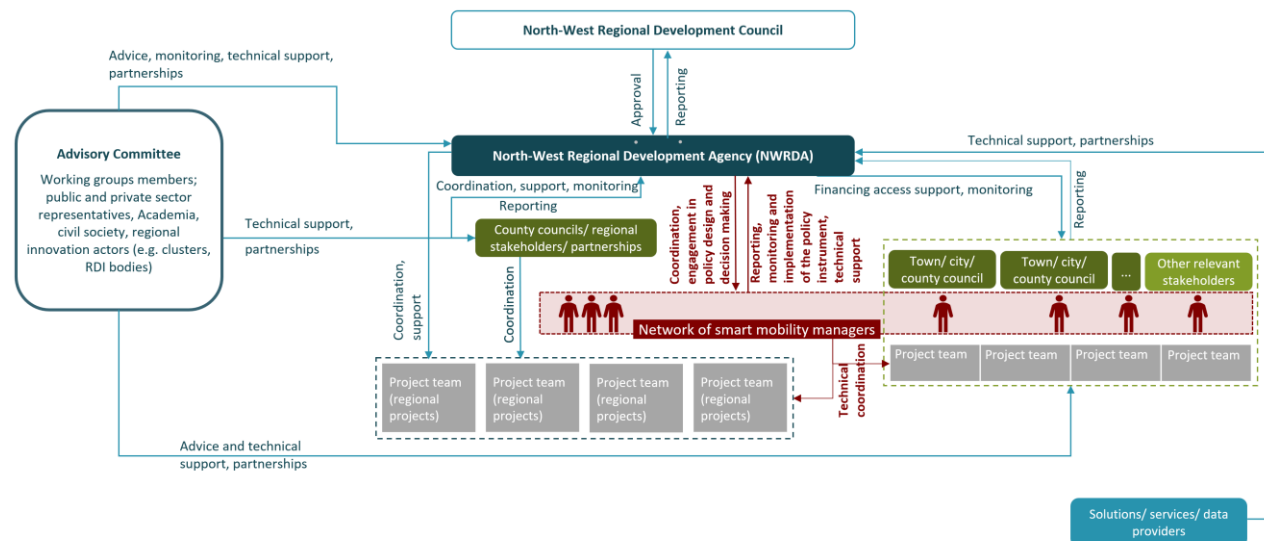 North-West Regional Development Council
Advice, monitoring, technical support,
partnerships
Approval
Reporting
Advisory Committee
Working groups members;
public and private sector
representatives, Academia,
civil society, regional
innovation actors (e.g. clusters,
RDI bodies)
North-West Regional Development Agency (NWRDA)
Technical support, partnerships
Coordination, support, monitoring
Reporting
Financing access support, monitoring
Reporting
Technical support,
partnerships
County councils/ regional
stakeholders/ partnerships
Coordination,
engagement in
policy design and
decision making
Reporting,
monitoring and
implementation
of the policy
instrument,
technical
support
Town/ city/
county council
Town/ city/
county council
...
Other relevant
stakeholders
Coordination,
support
Coordination
Network of smart mobility managers
Technical
coordination
Project team
Project team
Project team
Project team
Project team
(regional
projects)
Project team
(regional
projects)
Project team
(regional
projects)
Project team
(regional
projects)
Advice and technical
support, partnerships
Solutions/ services/ data
providers